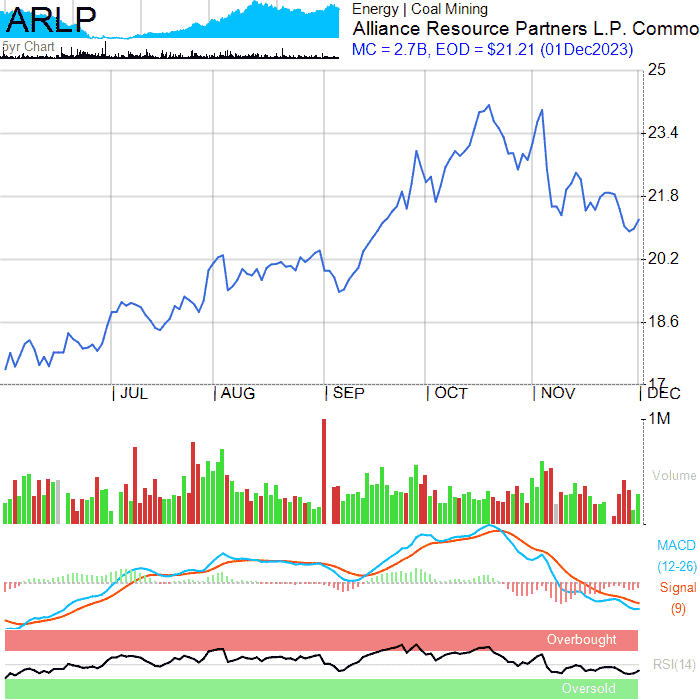 ARLP
5yr Chart
Energy | Coal Mining
Alliance Resource Partners L.P. Commo
MC = 2.7B, EOD = $21.21 (01Dec2023)
25
23.4
21.8
20.2
18.6
17
JUL
AUG
SEP
OCT
NOV
DEC
1M
Volume
MACD
(12-26)
Signal
(9)
Overbought
RSI(14)
Oversold